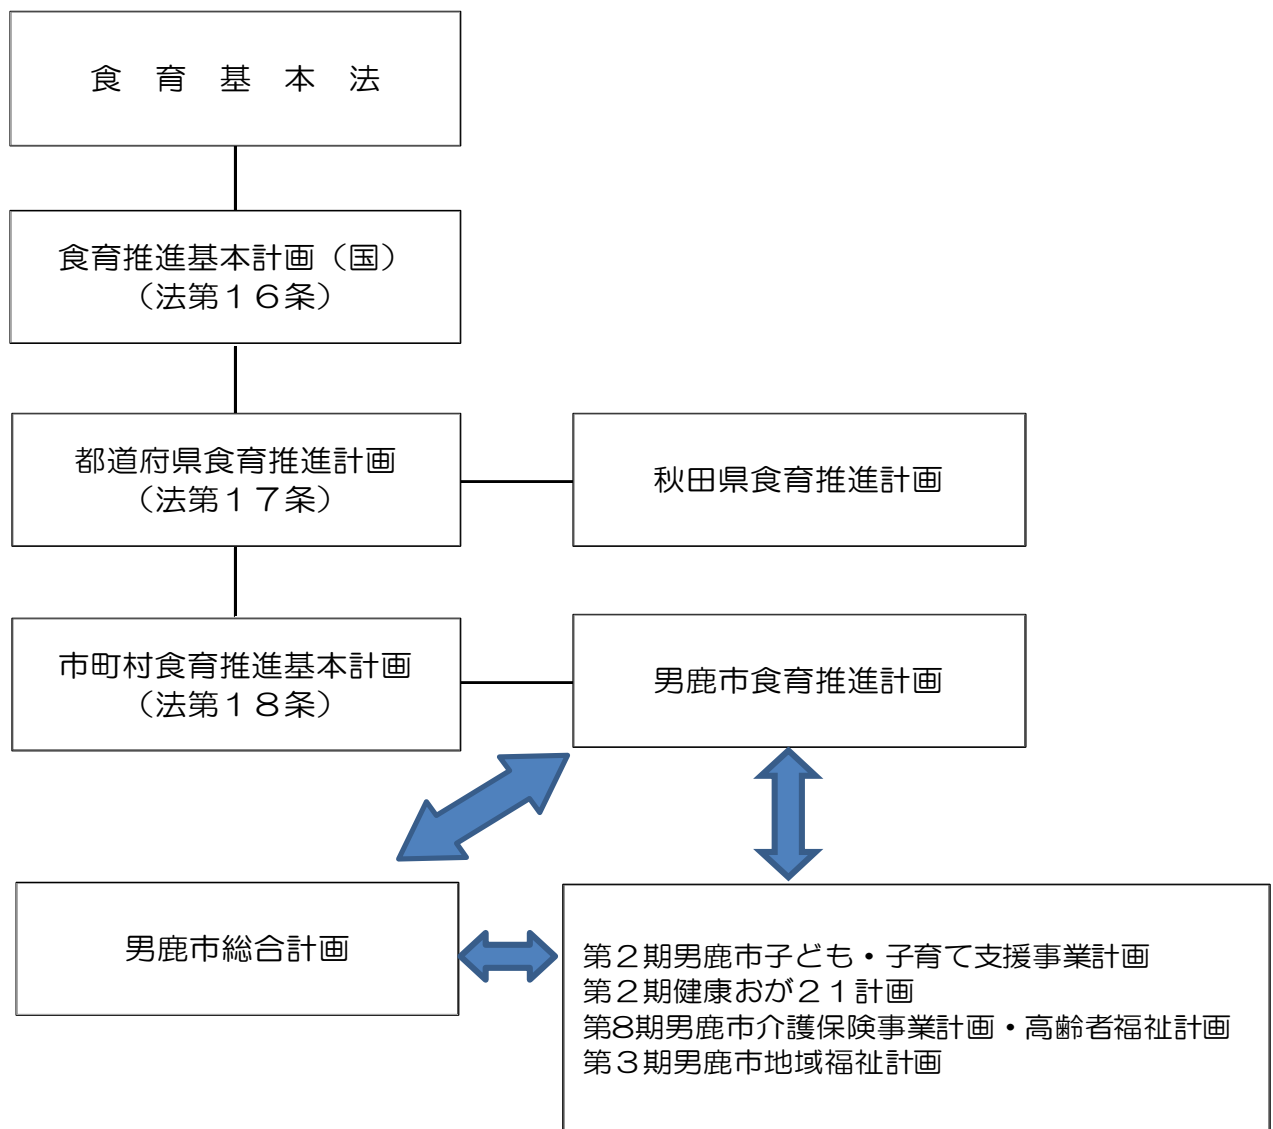 食　育　基　本　法
食育推進基本計画（国）
（法第１６条）
都道府県食育推進計画
（法第１７条）
秋田県食育推進計画
市町村食育推進基本計画
（法第１８条）
男鹿市食育推進計画
男鹿市総合計画
第２期男鹿市子ども・子育て支援事業計画
第２期健康おが２１計画
第8期男鹿市介護保険事業計画・高齢者福祉計画
第３期男鹿市地域福祉計画